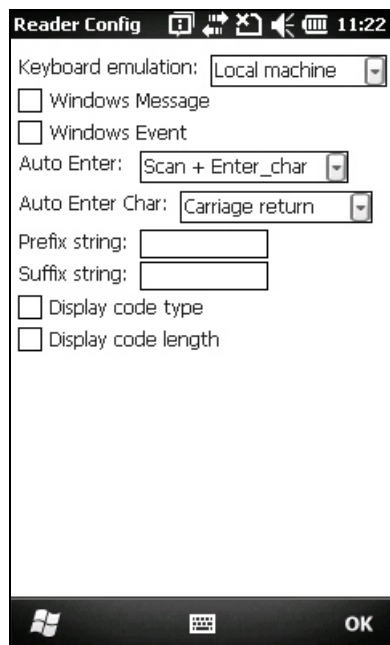 Reader Config 11:22
Keyboard emulation: Local machine
Windows Message
Windows Event
Auto Enter: Scan + Enter_char
Auto Enter Char: Carriage return
Prefix string:
Suffix string:
Display code type
Display code length
OK